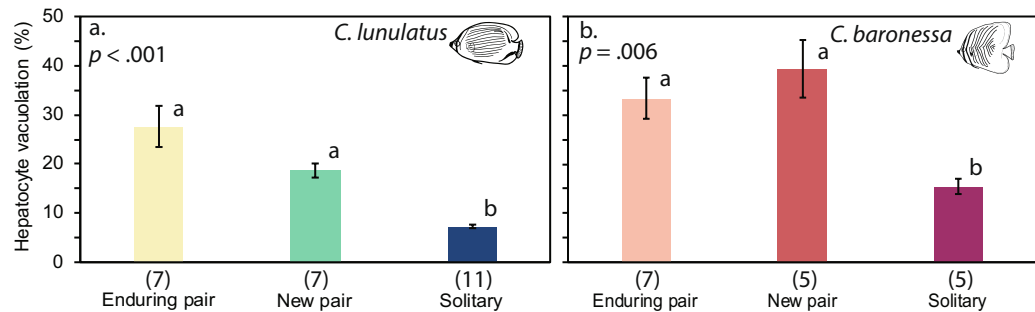 Hepatocyte vacuolation (%)
50
40
30
20
10
0
a.
p < .001
C. lunulatus
a
a
b
(7)
(7)
(11)
Enduring pair
New pair
Solitary
b.
p = .006
C. baronessa
a
a
b
(7)
(5)
(5)
Enduring pair
New pair
Solitary